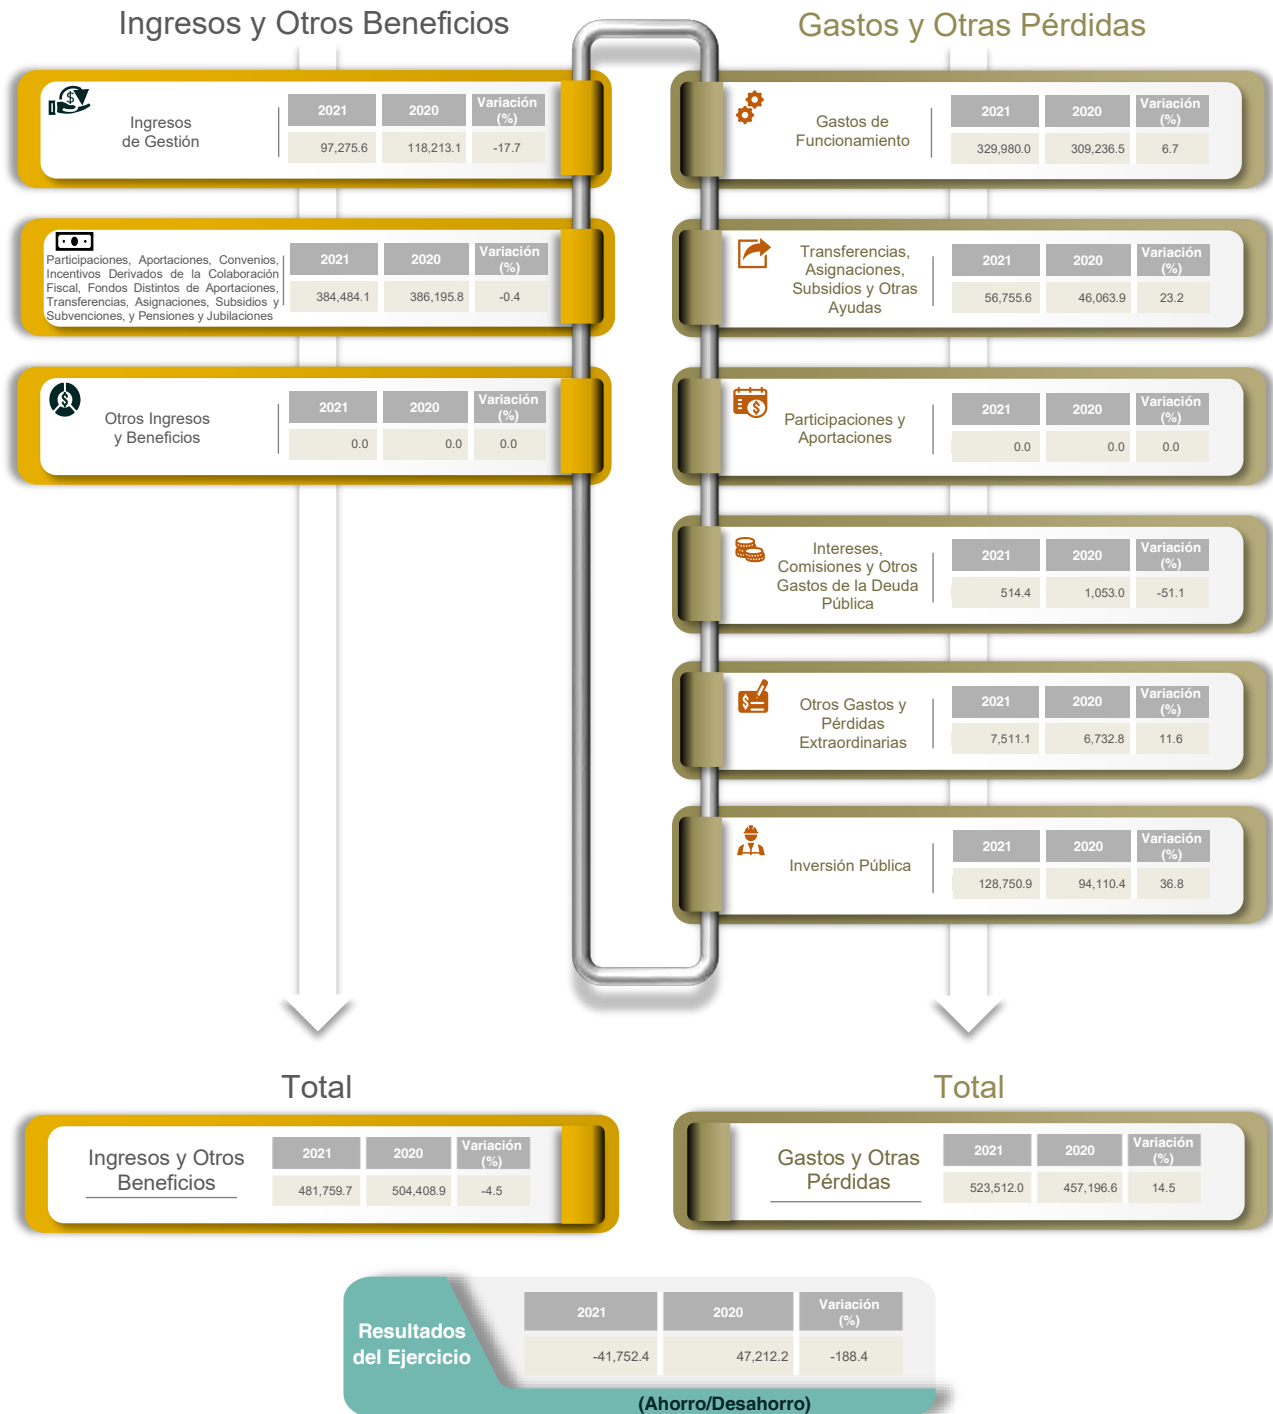 Ingresos y Otros Beneficios
Ingresos
de Gestión
2021 2020 Variación
(%)
97,275.6 118,213.1 -17.7
Participaciones, Aportaciones, Convenios,
Incentivos Derivados de la Colaboración
Fiscal, Fondos Distintos de Aportaciones,
Transferencias, Asignaciones, Subsidios y
Subvenciones, y Pensiones y Jubilaciones
2021 2020 Variación
(%)
384,484.1 386,195.8 -0.4
Otros Ingresos
y Beneficios
2021 2020 Variación
(%)
0.0 0.0 0.0
Gastos y Otras Pérdidas
Gastos de
Funcionamiento
2021 2020 Variación
(%)
329,980.0 309,236.5 6.7
Transferencias,
Asignaciones,
Subsidios y Otras
Ayudas
2021 2020 Variación
(%)
56,755.6 46,063.9 23.2
Participaciones y
Aportaciones
2021 2020 Variación
(%)
0.0 0.0 0.0
Intereses,
Comisiones y Otros
Gastos de la Deuda
Pública
2021 2020 Variación
(%)
514.4 1,053.0 -51.1
Otros Gastos y
Pérdidas
Extraordinarias
2021 2020 Variación
(%)
7,511.1 6,732.8 11.6
Inversión Pública
2021 2020 Variación
(%)
128,750.9 94,110.4 36.8
Total
Ingresos y Otros
Beneficios
2021 2020 Variación
(%)
481,759.7 504,408.9 -4.5
Total
Gastos y Otras
Pérdidas
2021 2020 Variación
(%)
523,512.0 457,196.6 14.5
Resultados
del Ejercicio
2021 2020 Variación
(%)
-41,752.4 47,212.2 -188.4
(Ahorro/Desahorro)